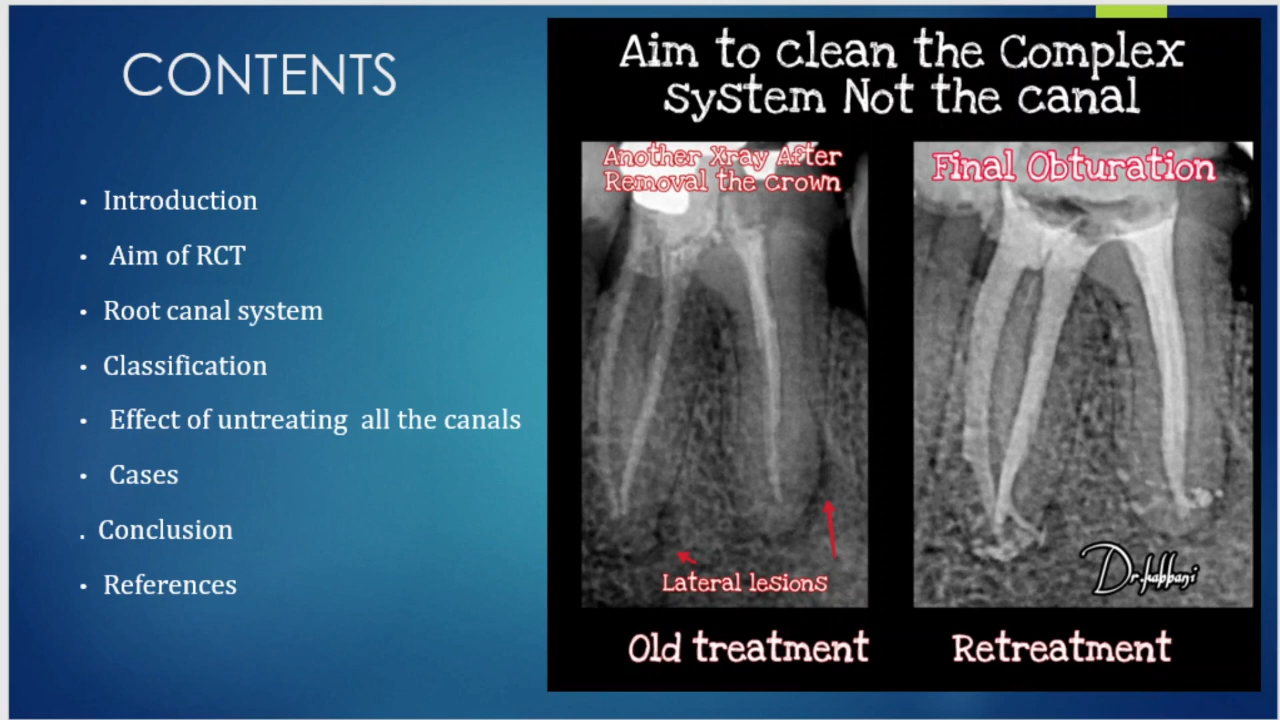 CONTENTS
• Introduction
• Aim of RCT
• Root canal system
• Classification
• Effect of untreating all the canals
• Cases
. Conclusion
• References
Aim to clean the Complex
system Not the canal
Another Xray After
Removal the crown
Lateral lesions
Old treatment
Final Obturation
Dr.kabbani
Retreatment